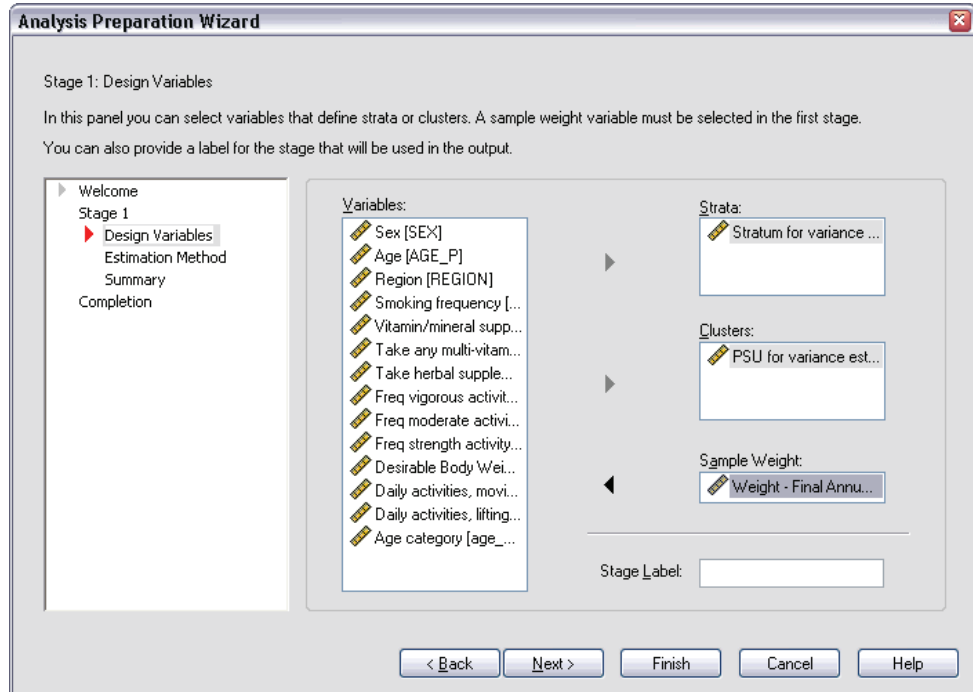 Analysis Preparation Wizard
Stage 1: Design Variables
In this panel you can select variables that define strata or clusters. A sample weight variable must be selected in the first stage.
You can also provide a label for the stage that will be used in the output.
Welcome
Stage 1
Design Variables
Estimation Method
Summary
Completion
Variables:
Sex [SEX]
Age [AGE_P]
Region [REGION]
Smoking frequency [...
Vitamin/mineral supp...
Take any multi-vitam...
Take herbal supple...
Freq vigorous activit...
Freq moderate activi...
Freq strength activity...
Desirable Body Wei...
Daily activities, movi...
Daily activities, lifting...
Age category [age_...
Strata:
Stratum for variance ...
Clusters:
PSU for variance est...
Sample Weight:
Weight - Final Annu...
Stage Label:
< Back
Next >
Finish
Cancel
Help